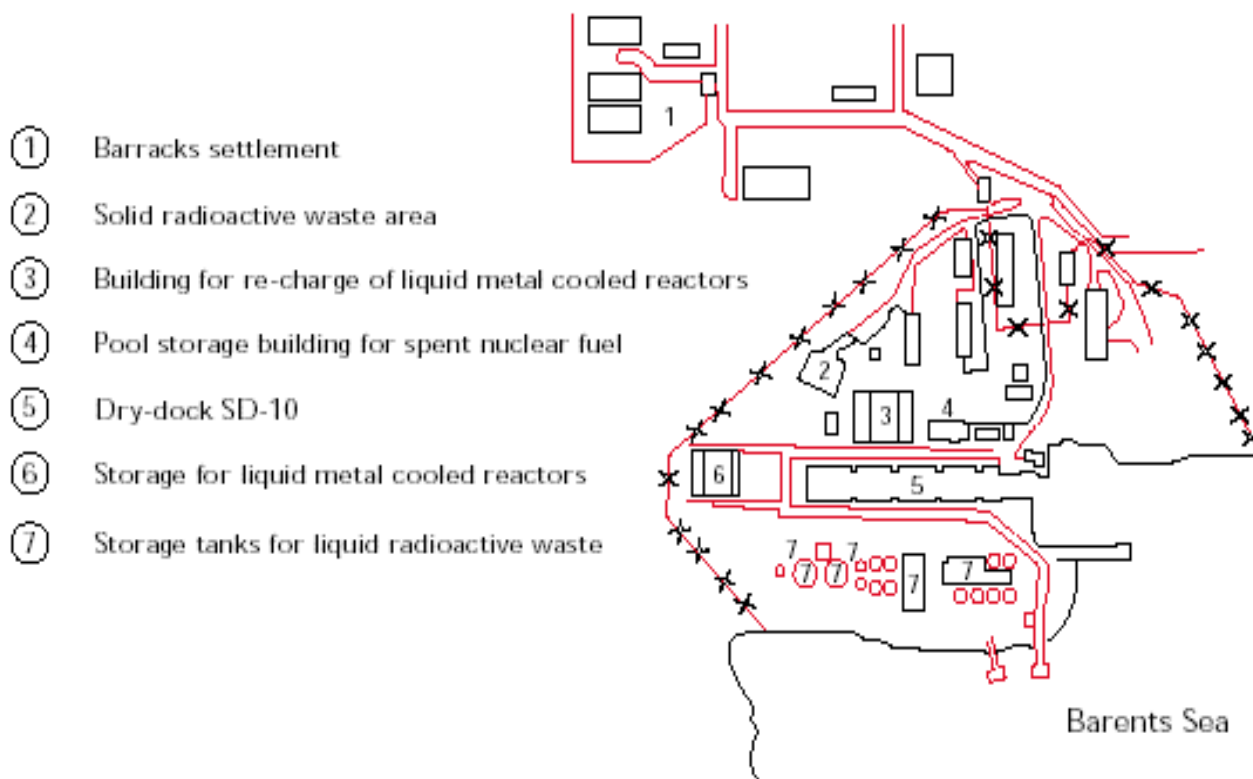 1 Barracks settlement
2 Solid radioactive waste area
3 Building for re-charge of liquid metal cooled reactors
4 Pool storage building for spent nuclear fuel
5 Dry-dock SD-10
6 Storage for liquid metal cooled reactors
7 Storage tanks for liquid radioactive waste
1
2
3
4
6
5
7
7
7
7
7
7
Barents Sea